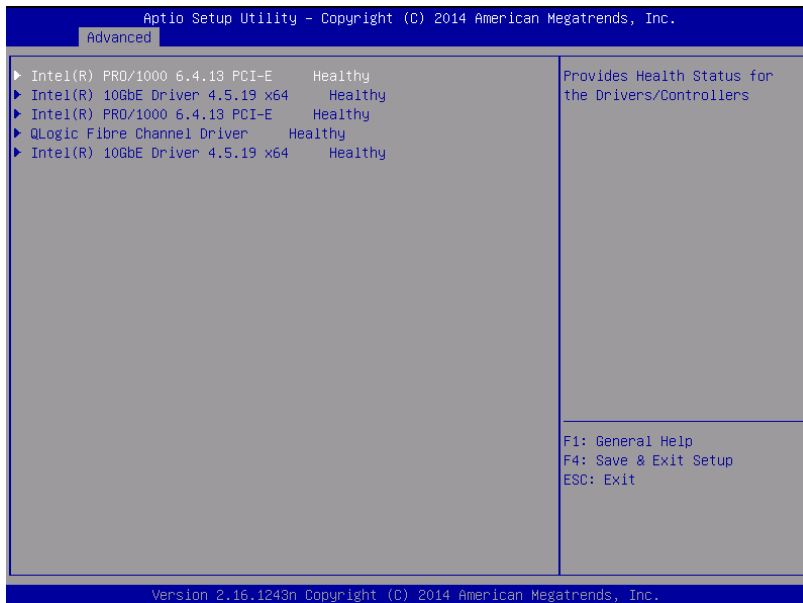 Aptio Setup Utility – Copyright (C) 2014 American Megatrends, Inc.
Advanced
Intel(R) PRO/1000 6.4.13 PCI-E Healthy
Intel(R) 10GbE Driver 4.5.19 x64 Healthy
Intel(R) PRO/1000 6.4.13 PCI-E Healthy
QLogic Fibre Channel Driver Healthy
Intel(R) 10GbE Driver 4.5.19 x64 Healthy
Provides Health Status for
the Drivers/Controllers
F1: General Help
F4: Save & Exit Setup
ESC: Exit
Version 2.16.1243n Copyright (C) 2014 American Megatrends, Inc.